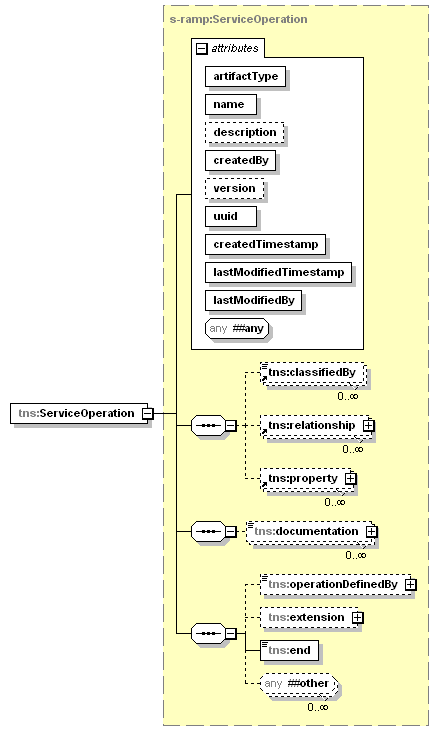 s-ramp:ServiceOperation
attributes
artifactType
name
description
createdBy
version
uuid
createdTimestamp
lastModifiedTimestamp
lastModifiedBy
any ##any
tns:classifiedBy
0..∞
tns:ServiceOperation
tns:relationship
0..∞
tns:property
0..∞
tns:documentation
0..∞
tns:operationDefinedBy
tns:extension
tns:end
any ##other
0..∞